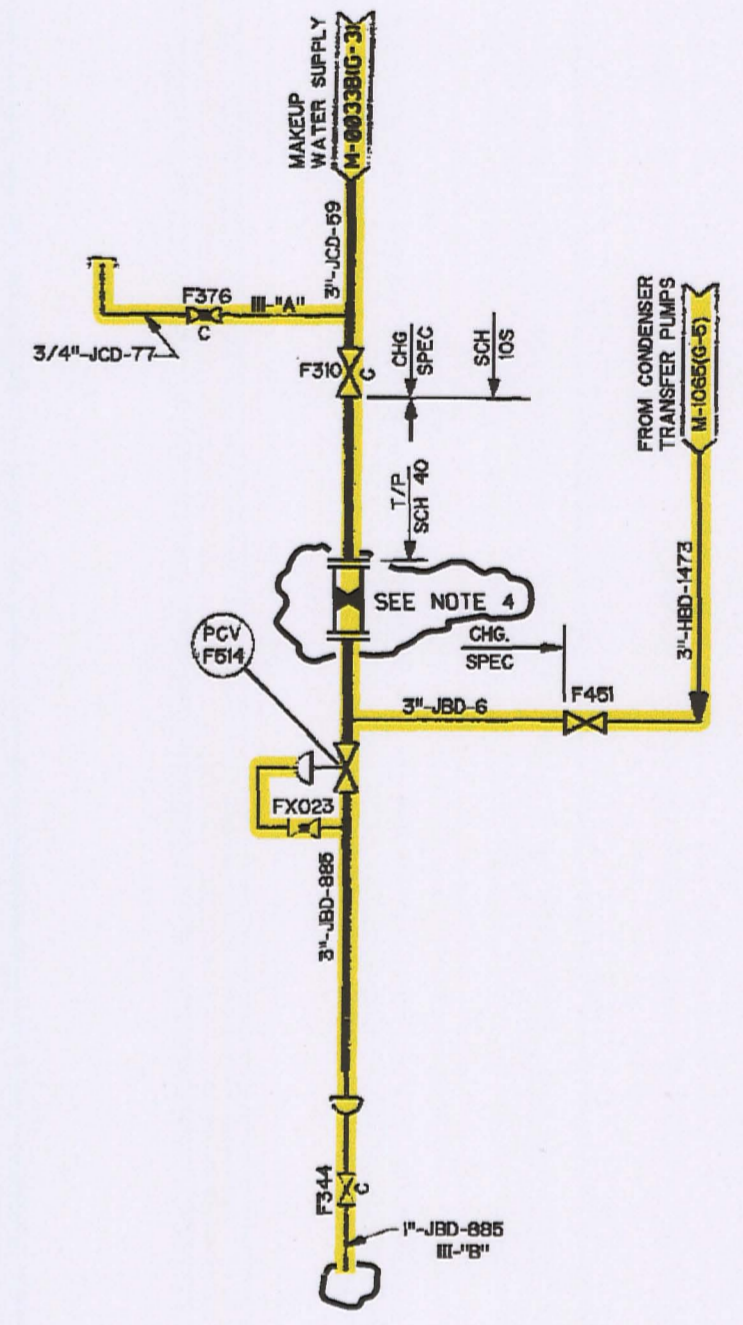 MAKEUP
WATER SUPPLY
M-0033B(G-3)
3"-JCD-59
F376
C
III-"A"
3/4"-JCD-77
F310
C
CHG
SPEC
SCH
10S
T/P
SCH 40
FROM CONDENSER
TRANSFER PUMPS
M-1065(G-5)
3"-HBD-1473
SEE NOTE 4
CHG.
SPEC
F451
3"-JBD-6
PCV
F514
FX023
3"-JBD-885
F344
C
1"-JBD-885
III-"B"